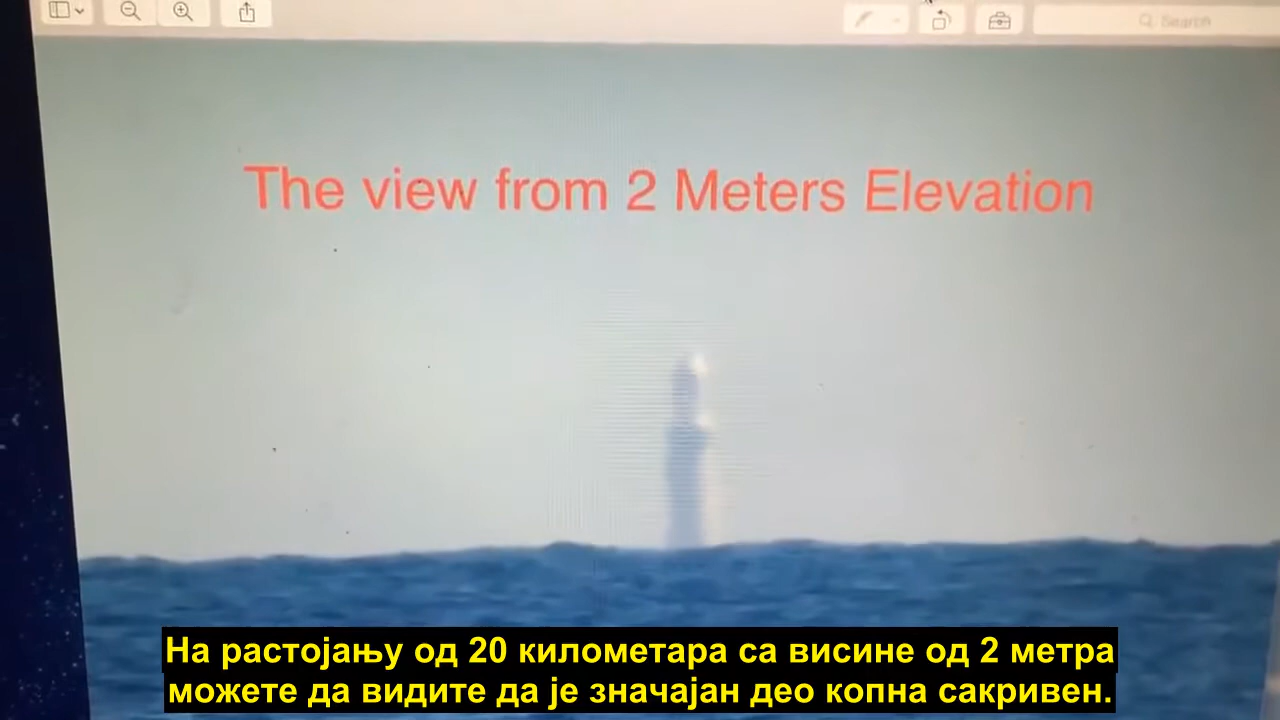 Search
The view from 2 Meters Elevation
На растојању од 20 километара са висине од 2 метра
можете да видите да је значајан део копна сакривен.